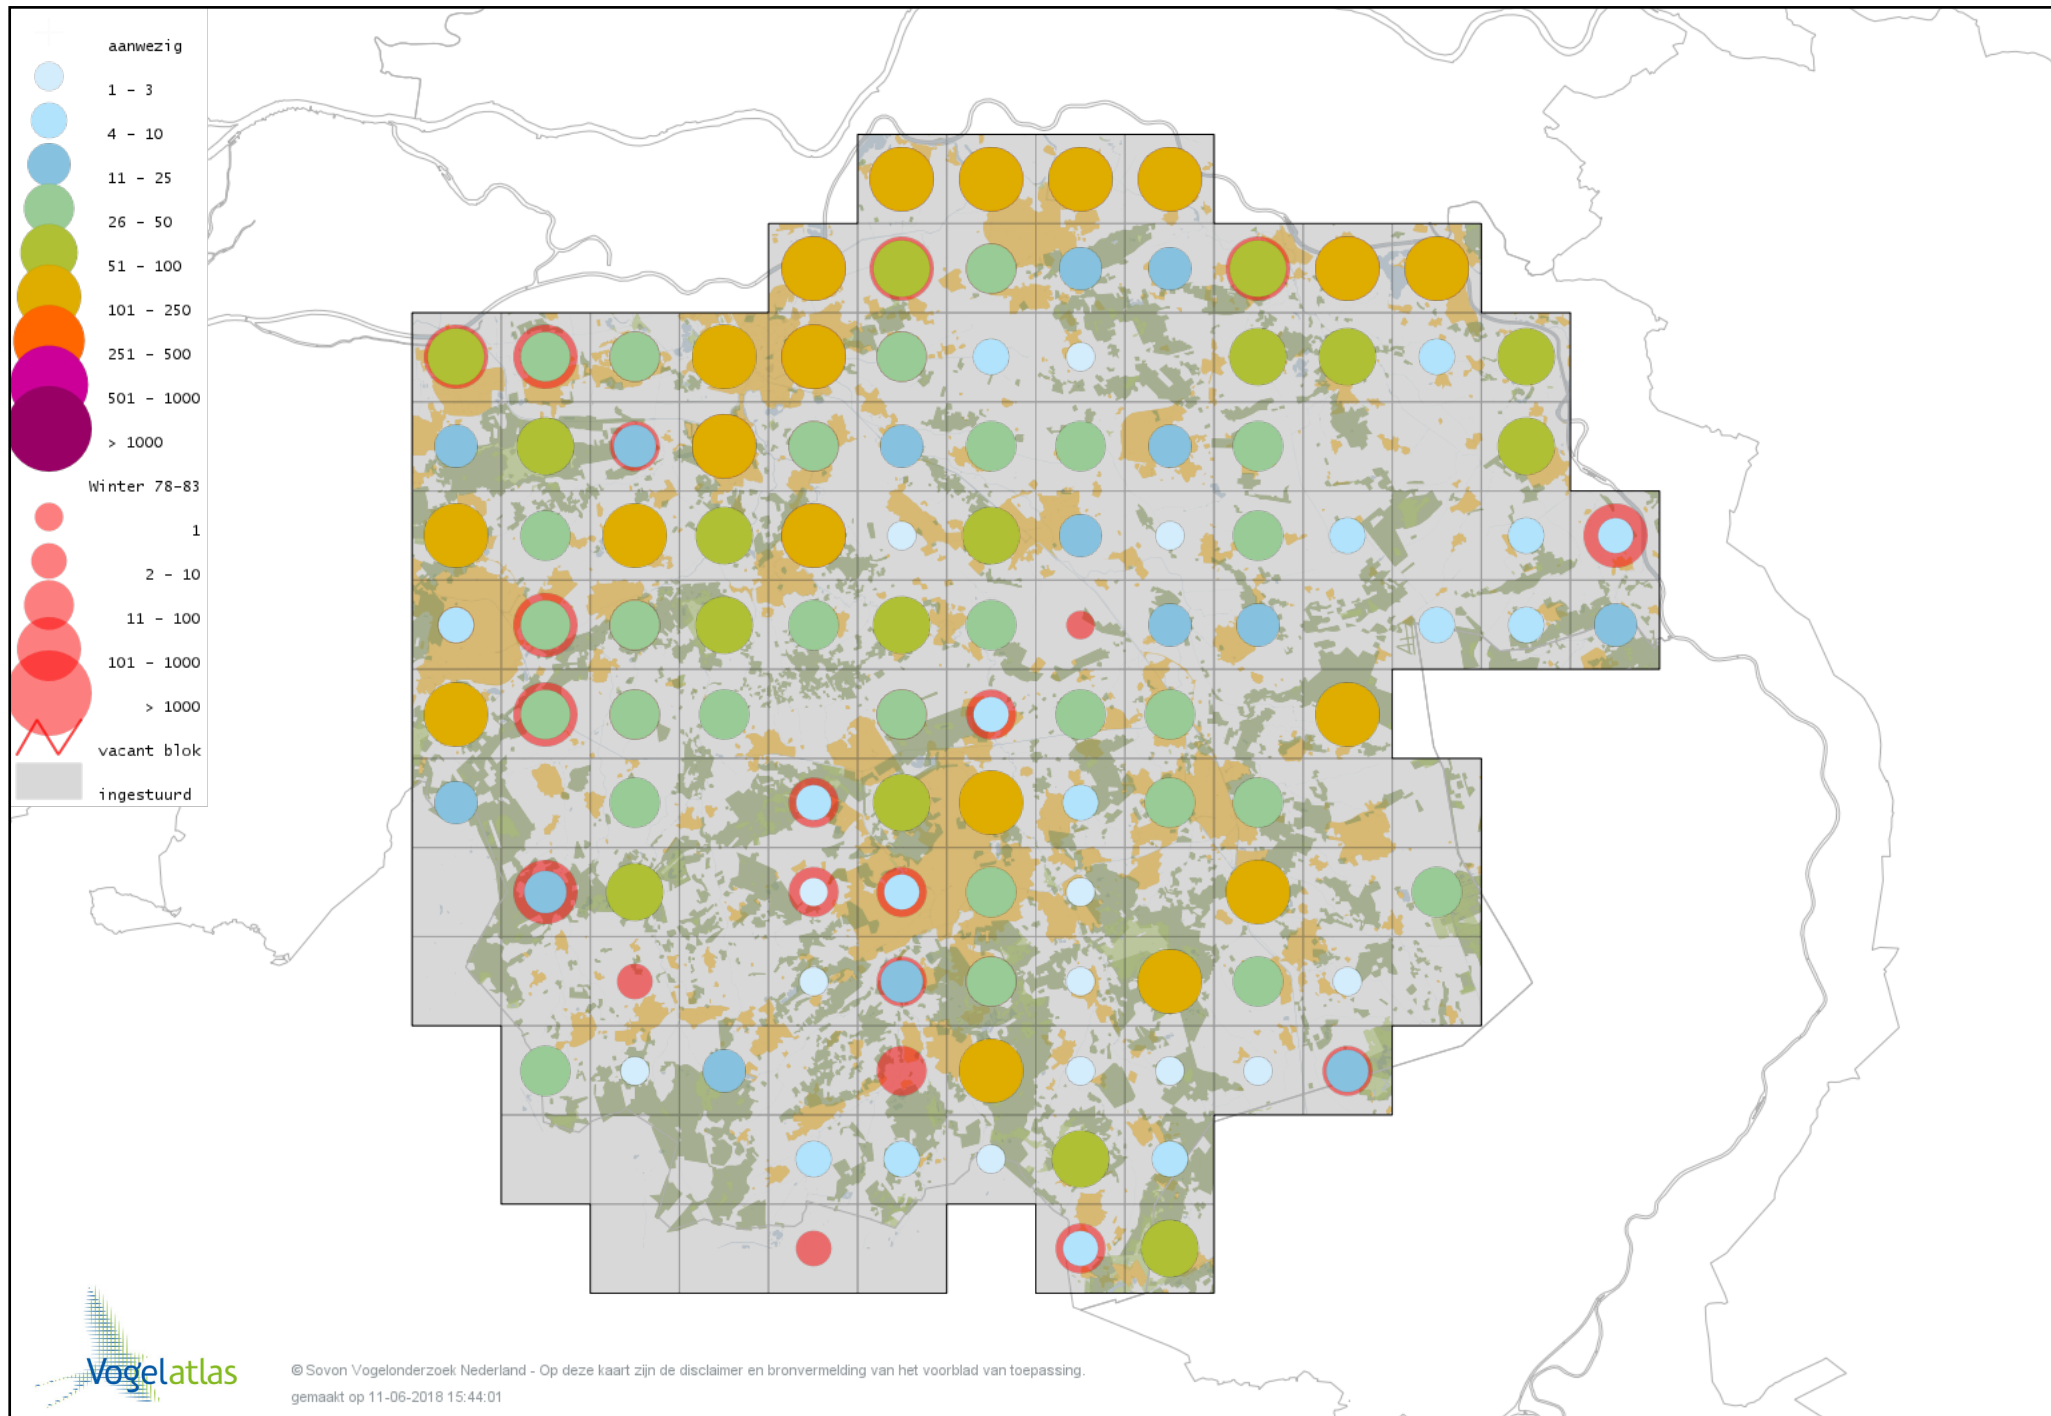 aanwezig
1 - 3
4 - 10
11 - 25
26 - 50
51 - 100
101 - 250
251 - 500
501 - 1000
> 1000
Winter 78-83
1
2 - 10
11 - 100
101 - 1000
> 1000
vacant blok
ingestuurd
Vogelatlas
© Sovon Vogelonderzoek Nederland - Op deze kaart zijn de disclaimer en bronvermelding van het voorblad van toepassing.
gemaakt op 11-06-2018 15:44:01